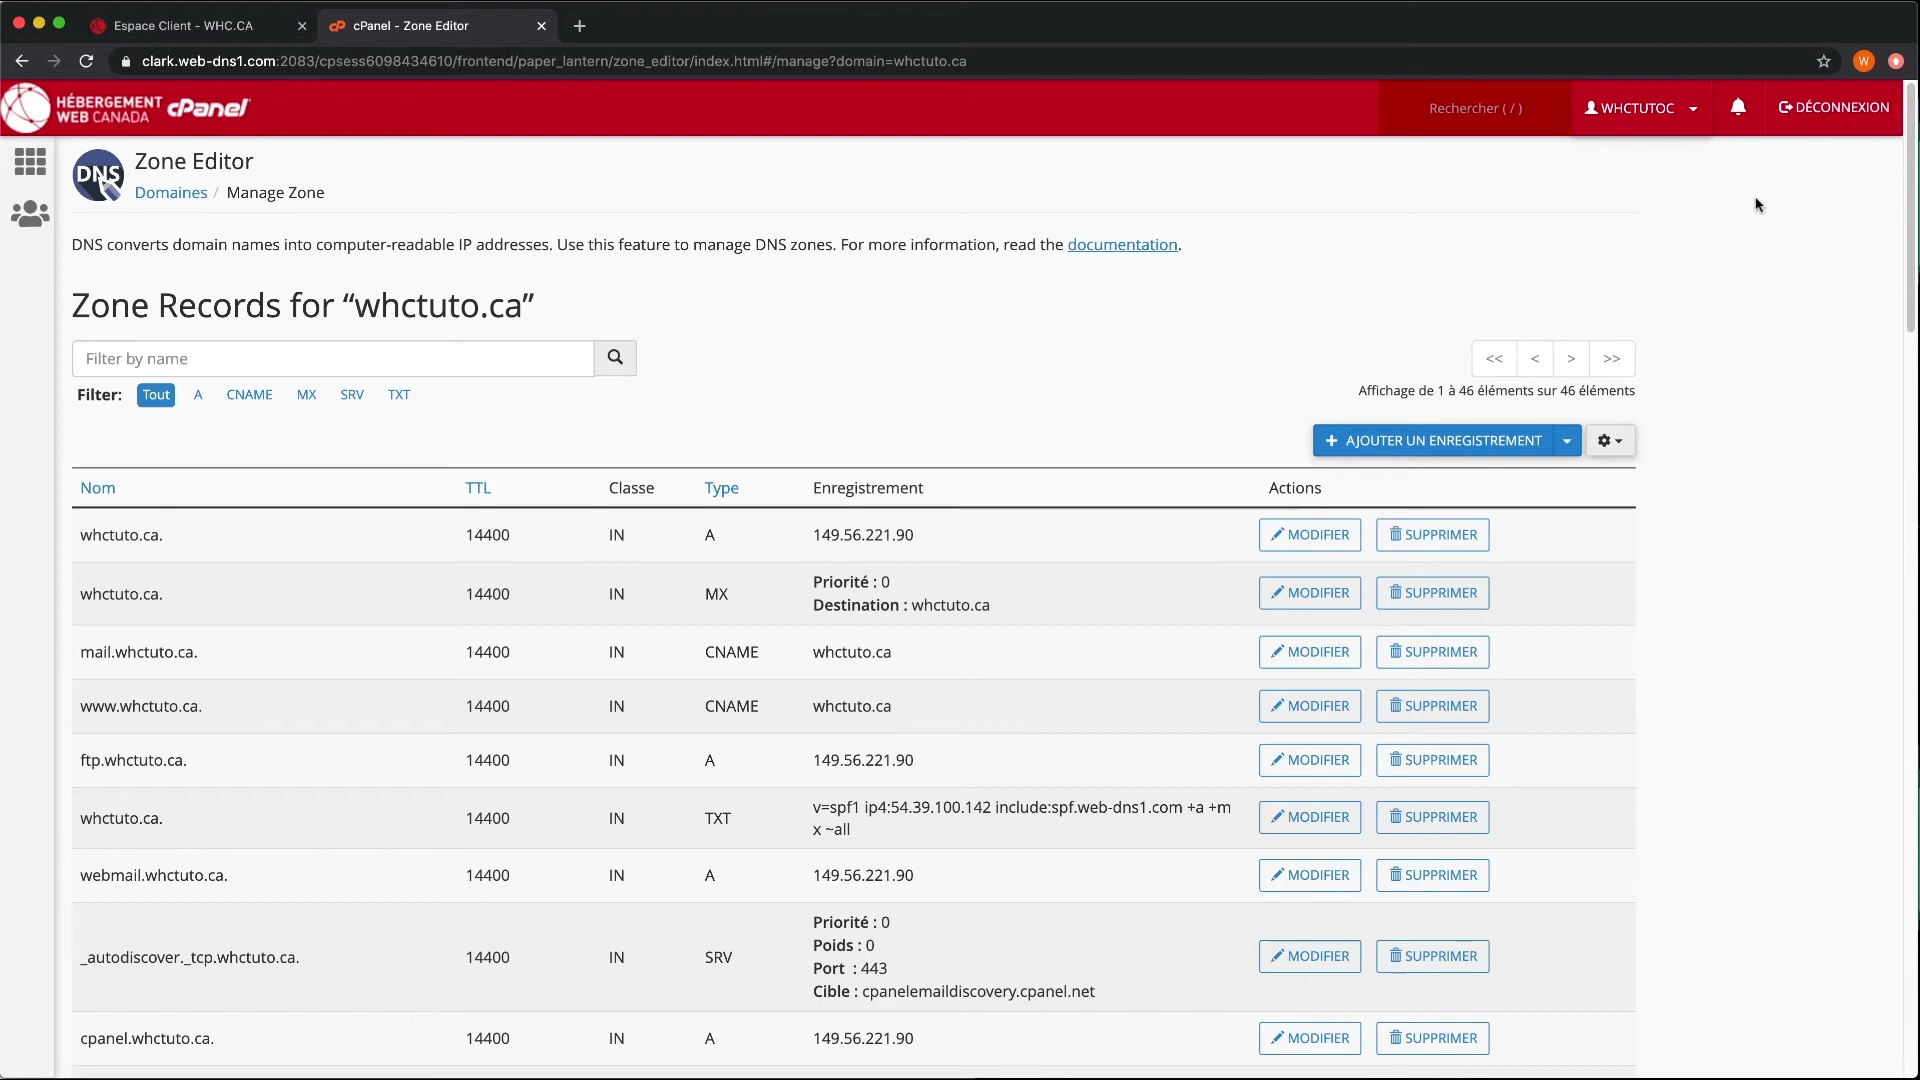 Espace Client - WHC.CA
cPanel - Zone Editor
clark.web-dns1.com:2083/cpsess6098434610/frontend/paper_lantern/zone_editor/index.html#/manage?domain=whctuto.ca
W
HÉBERGEMENT
WEB CANADA
cPanel
Rechercher ( / )
WHCTUTOC
DÉCONNEXION
DNS
Zone Editor
Domaines / Manage Zone
DNS converts domain names into computer-readable IP addresses. Use this feature to manage DNS zones. For more information, read the documentation.
Zone Records for “whctuto.ca”
Filter by name
<< < > >>
Filter: Tout A CNAME MX SRV TXT
Affichage de 1 à 46 éléments sur 46 éléments
+ AJOUTER UN ENREGISTREMENT
Nom TTL Classe Type Enregistrement Actions
whctuto.ca. 14400 IN A 149.56.221.90 MODIFIER SUPPRIMER
whctuto.ca. 14400 IN MX Priorité : 0 MODIFIER SUPPRIMER
Destination : whctuto.ca
mail.whctuto.ca. 14400 IN CNAME whctuto.ca MODIFIER SUPPRIMER
www.whctuto.ca. 14400 IN CNAME whctuto.ca MODIFIER SUPPRIMER
ftp.whctuto.ca. 14400 IN A 149.56.221.90 MODIFIER SUPPRIMER
whctuto.ca. 14400 IN TXT v=spf1 ip4:54.39.100.142 include:spf.web-dns1.com +a +m MODIFIER SUPPRIMER
x ~all
webmail.whctuto.ca. 14400 IN A 149.56.221.90 MODIFIER SUPPRIMER
_autodiscover._tcp.whctuto.ca. 14400 IN SRV Priorité : 0 MODIFIER SUPPRIMER
Poids : 0
Port : 443
Cible : cpanelemaildiscovery.cpanel.net
cpanel.whctuto.ca. 14400 IN A 149.56.221.90 MODIFIER SUPPRIMER